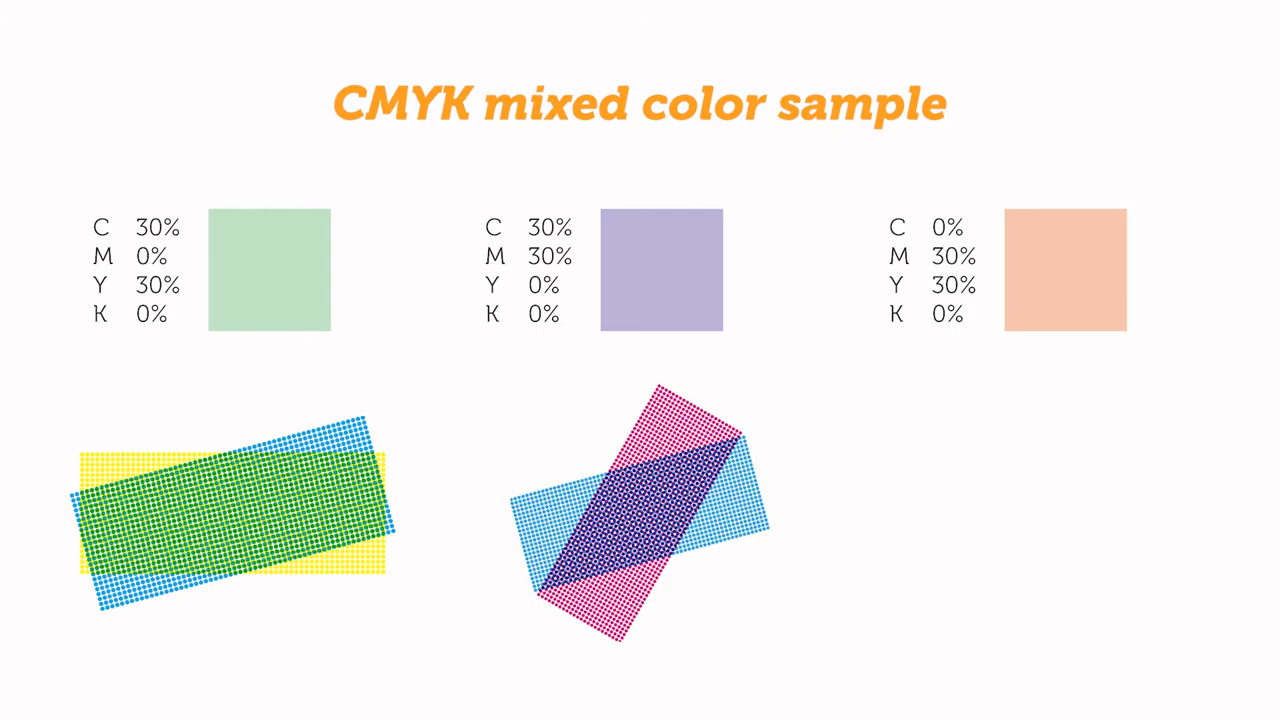 CMYK mixed color sample
C 30%
M 0%
Y 30%
K 0%
C 30%
M 30%
Y 0%
K 0%
C 0%
M 30%
Y 30%
K 0%